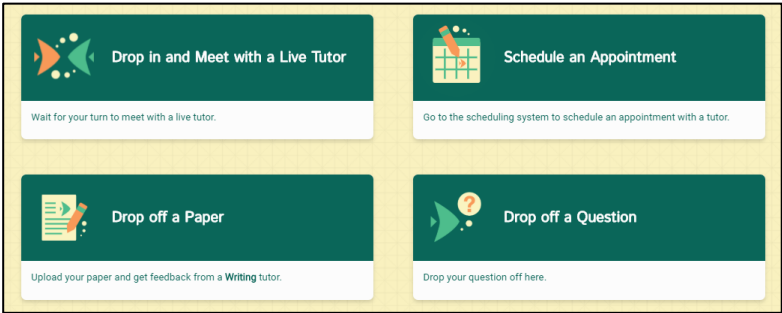 Drop in and Meet with a Live Tutor
Wait for your turn to meet with a live tutor.
Schedule an Appointment
Go to the scheduling system to schedule an appointment with a tutor.
Drop off a Paper
Upload your paper and get feedback from a Writing tutor.
?
Drop off a Question
Drop your question off here.